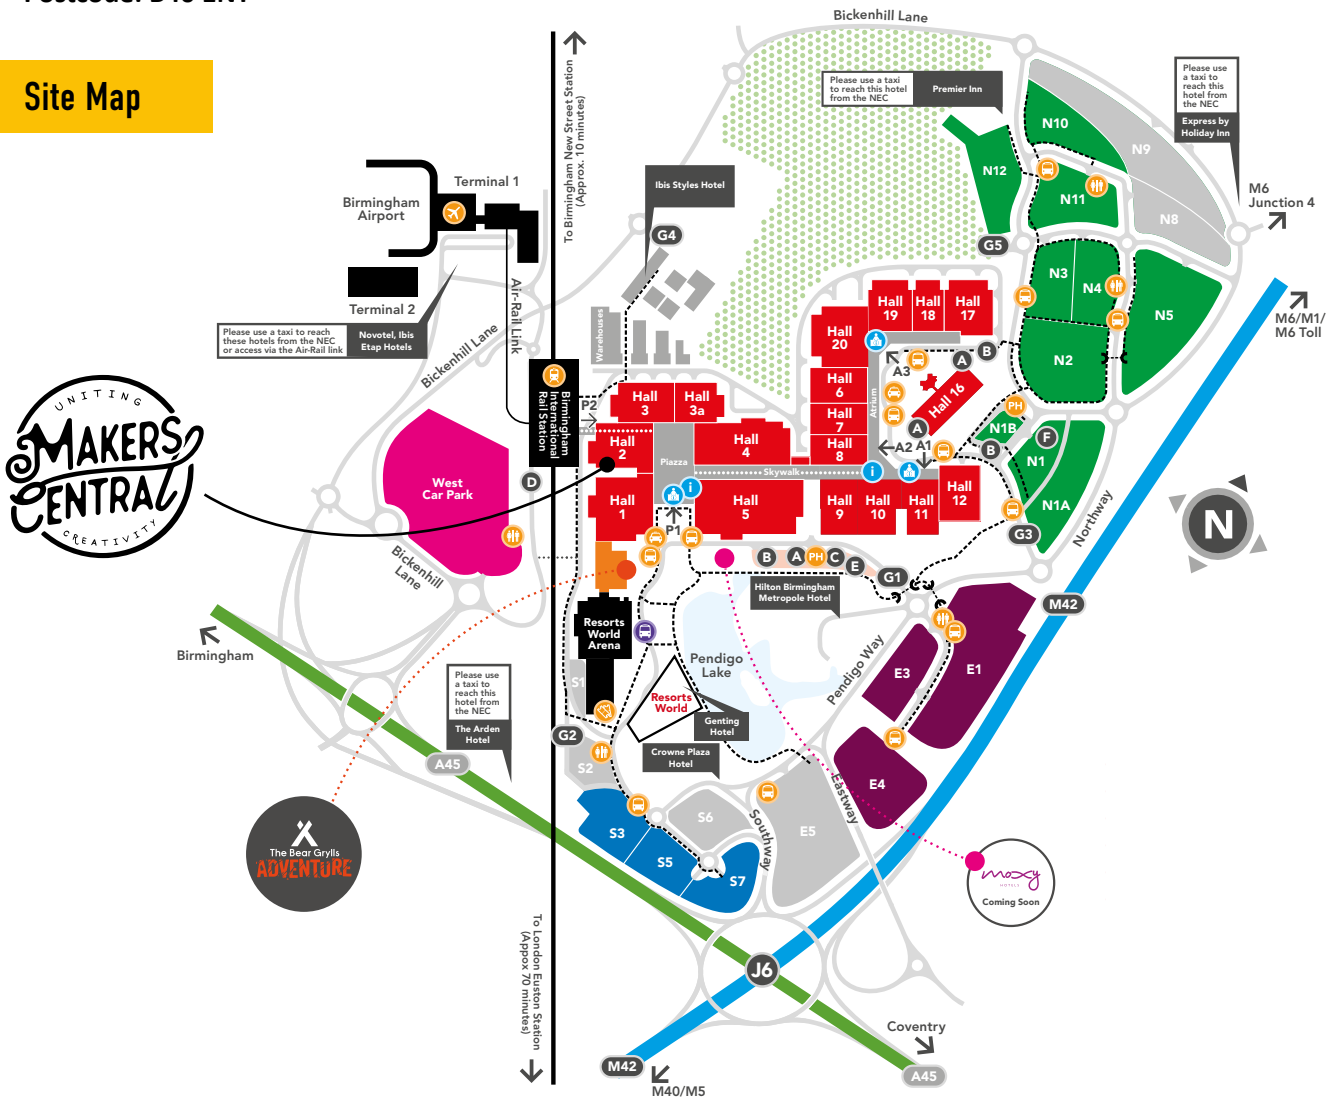 Site Map
Bickenhill Lane
To Birmingham New Street Station
(Approx. 10 minutes)
Please use a taxi
to reach this hotel
from the NEC
Premier Inn
Please use
a taxi to
reach this
hotel from
the NEC
Express by
Holiday Inn
N10
N9
N12
N11
N8
M6
Junction 4
G5
N3
N4
N5
N2
M6/M1/
M6 Toll
Terminal 1
Birmingham
Airport
Terminal 2
Air-Rail Link
Please use a taxi to reach
these hotels from the NEC
or access via the Air-Rail link
Novotel, Ibis
Etap Hotels
Bickenhill Lane
Ibis Styles Hotel
G4
Warehouses
Hall
19
Hall
18
Hall
17
Hall
20
Hall
6
Hall
7
Hall
8
Atrium
A3
A
B
Hall 16
A
A2
A1
PH
N1B
B
F
N1
N1A
G3
Northway
UNITING
MAKERS
CENTRAL
CREATIVITY
Birmingham
International
Rail Station
P2
Hall
3
Hall
3a
Hall
2
Piazza
Hall
4
Skywalk
i
Hall
1
i
P1
Hall
5
Hall
9
Hall
10
Hall
11
Hall
12
West
Car Park
D
Bickenhill
Lane
N
B
A
PH
C
E
G1
Hilton Birmingham
Metropole Hotel
M42
Resorts
World
Arena
Pendigo
Lake
Pendigo Way
E3
E1
E4
Birmingham
Please use
a taxi to
reach this
hotel from
the NEC
The Arden
Hotel
S1
G2
S2
Resorts
World
Genting
Hotel
Crowne Plaza
Hotel
A45
S3
S5
S6
S7
Southway
E5
Eastway
The Bear Grylls
ADVENTURE
moxy
HOTELS
Coming Soon
To London Euston Station
(Appox 70 minutes)
J6
Coventry
A45
M42
M40/M5